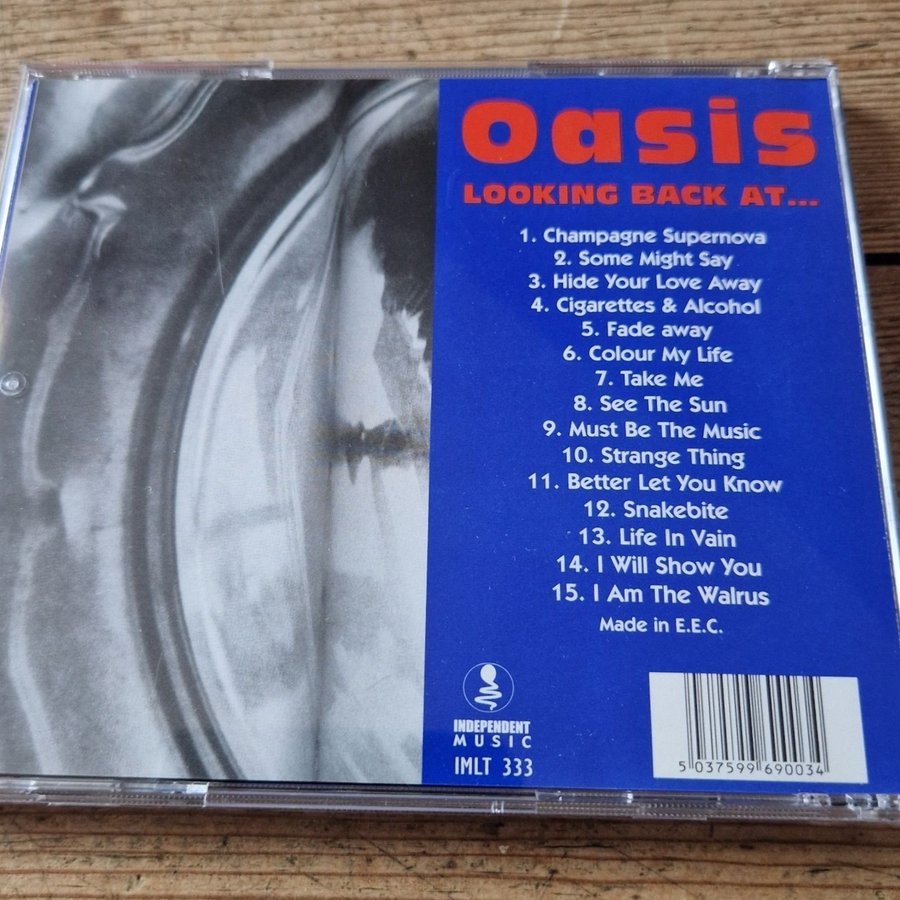 Oasis
LOOKING BACK AT...
1. Champagne Supernova
2. Some Might Say
3. Hide Your Love Away
4. Cigarettes & Alcohol
5. Fade away
6. Colour My Life
7. Take Me
8. See The Sun
9. Must Be The Music
10. Strange Thing
11. Better Let You Know
12. Snakebite
13. Life In Vain
14. I Will Show You
15. I Am The Walrus
Made in E.E.C.
INDEPENDENT
MUSIC
IMLT 333
5 037599 690034